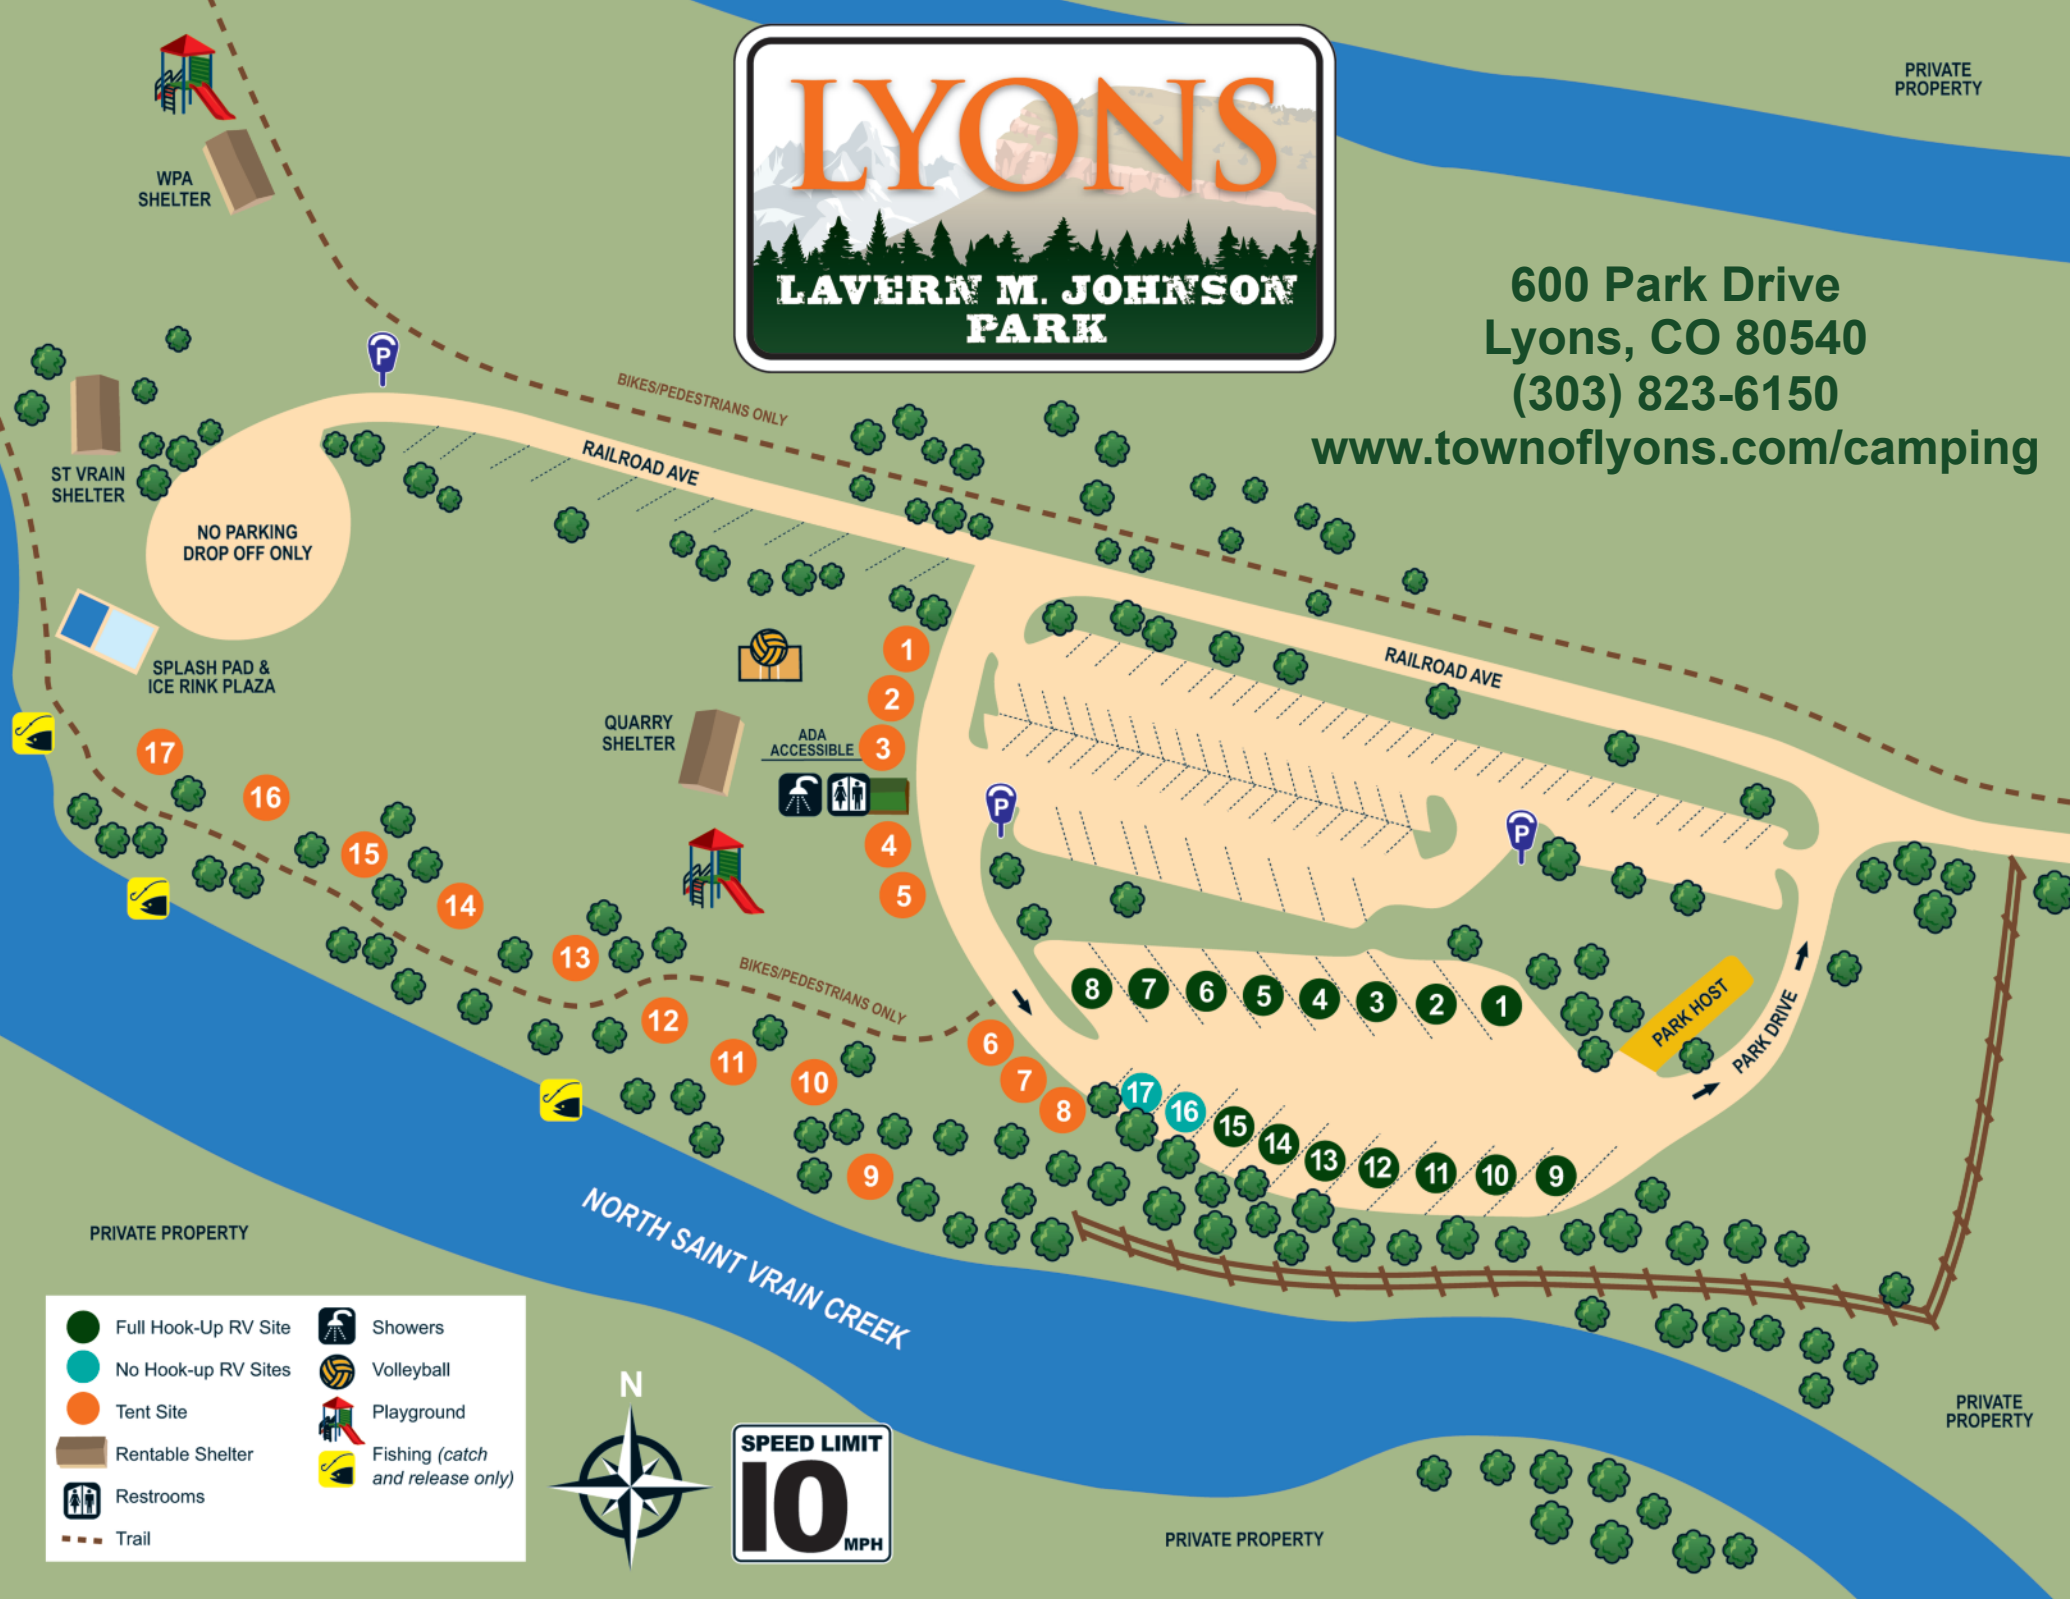 LYONS
LAVERN M. JOHNSON
PARK
PRIVATE
PROPERTY
600 Park Drive
Lyons, CO 80540
(303) 823-6150
www.townoflyons.com/camping
WPA
SHELTER
P
BIKES/PEDESTRIANS ONLY
RAILROAD AVE
ST VRAIN
SHELTER
NO PARKING
DROP OFF ONLY
SPLASH PAD &
ICE RINK PLAZA
RAILROAD AVE
QUARRY
SHELTER
ADA
ACCESSIBLE
1
2
3
4
5
P
P
17
16
15
14
13
12
11
10
9
BIKES/PEDESTRIANS ONLY
6
7
8
8
7
6
5
4
3
2
1
PARK HOST
PARK DRIVE
17
16
15
14
13
12
11
10
9
NORTH SAINT VRAIN CREEK
PRIVATE PROPERTY
Full Hook-Up RV Site
No Hook-up RV Sites
Tent Site
Rentable Shelter
Restrooms
Trail
Showers
Volleyball
Playground
Fishing (catch
and release only)
N
SPEED LIMIT
10
MPH
PRIVATE PROPERTY
PRIVATE
PROPERTY